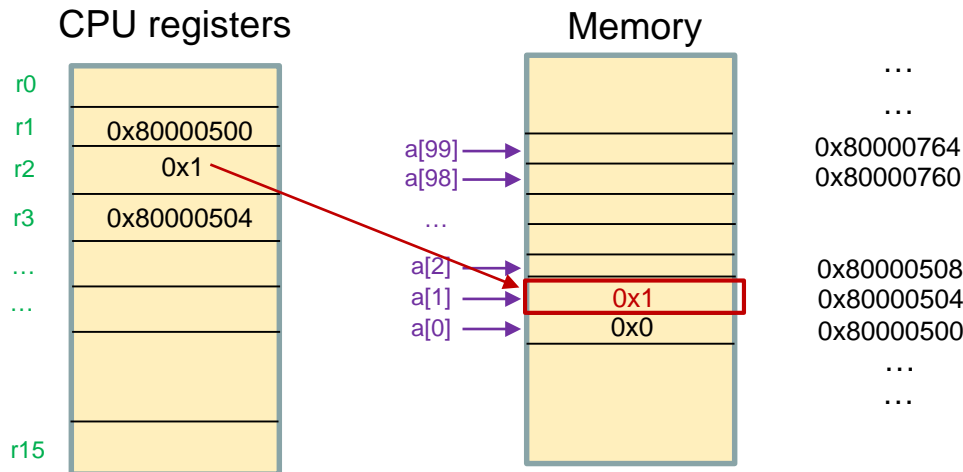 CPU registers
r0
r1 0x80000500
r2 0x1
r3 0x80000504
…
…
r15
Memory
…
…
a[99] 0x80000764
a[98] 0x80000760
…
a[2] 0x80000508
a[1] 0x1 0x80000504
a[0] 0x0 0x80000500
…
…